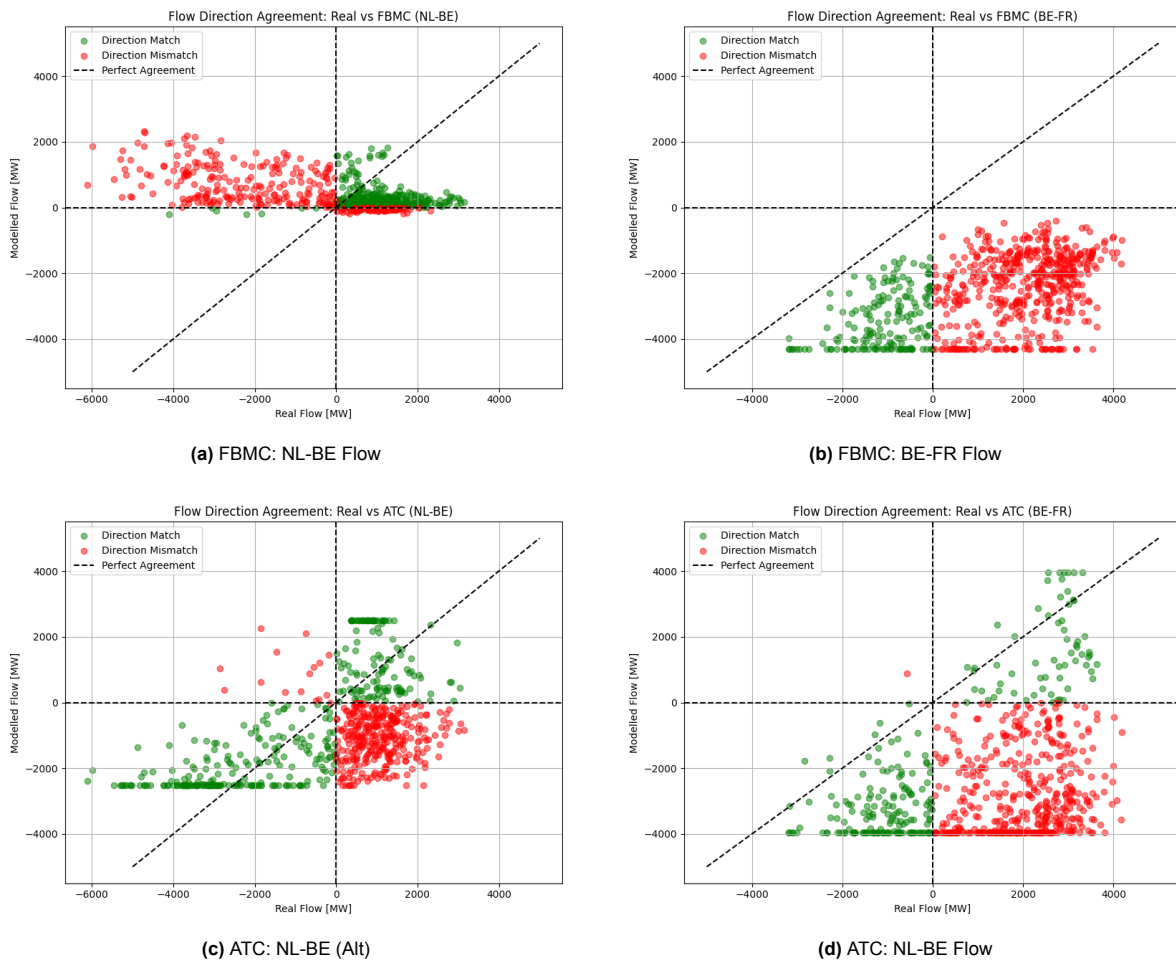 Flow Direction Agreement: Real vs FBMC (NL-BE)
Direction Match
Direction Mismatch
Perfect Agreement
4000
2000
0
−2000
−4000
Modelled Flow [MW]
−6000 −4000 −2000 0 2000 4000
Real Flow [MW]
(a) FBMC: NL-BE Flow
Flow Direction Agreement: Real vs FBMC (BE-FR)
Direction Match
Direction Mismatch
Perfect Agreement
4000
2000
0
−2000
−4000
Modelled Flow [MW]
−4000 −2000 0 2000 4000
Real Flow [MW]
(b) FBMC: BE-FR Flow
Flow Direction Agreement: Real vs ATC (NL-BE)
Direction Match
Direction Mismatch
Perfect Agreement
4000
2000
0
−2000
−4000
Modelled Flow [MW]
−6000 −4000 −2000 0 2000 4000
Real Flow [MW]
(c) ATC: NL-BE (Alt)
Flow Direction Agreement: Real vs ATC (BE-FR)
Direction Match
Direction Mismatch
Perfect Agreement
4000
2000
0
−2000
−4000
Modelled Flow [MW]
−4000 −2000 0 2000 4000
Real Flow [MW]
(d) ATC: NL-BE Flow